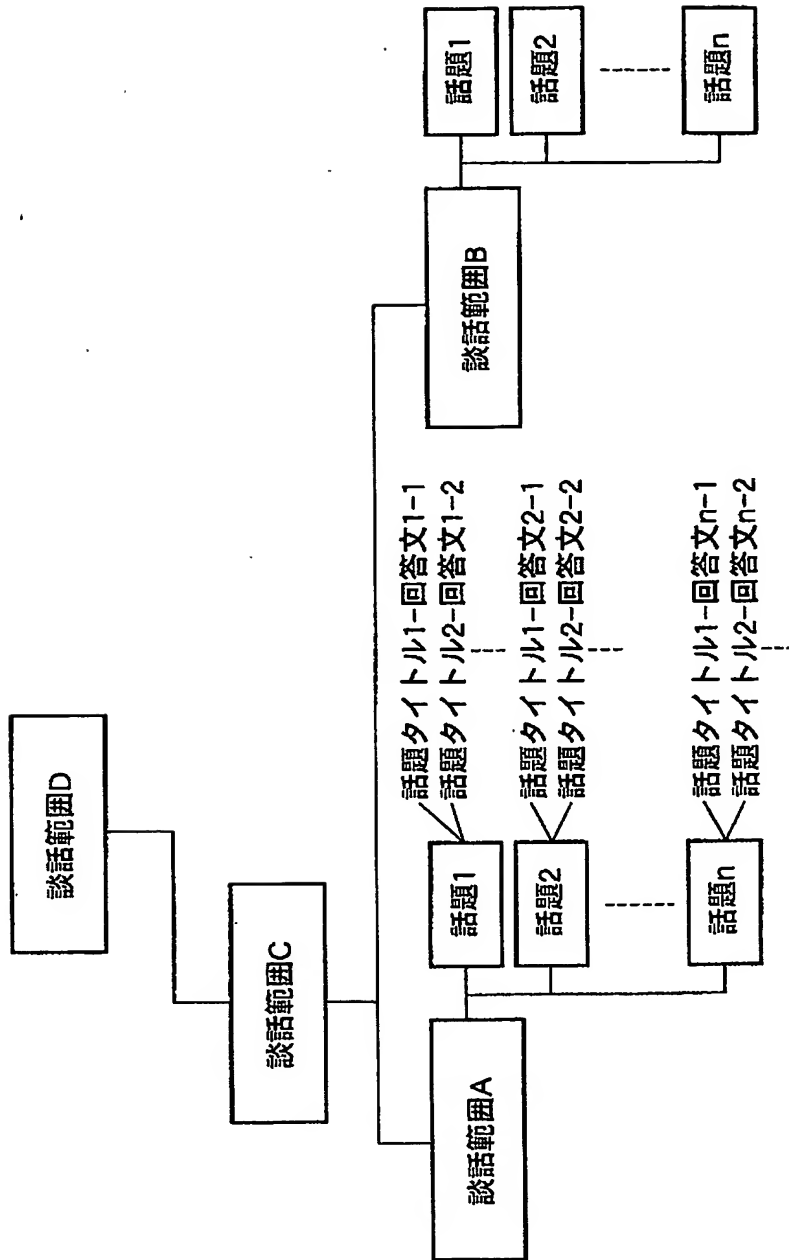 談話範囲D
談話範囲C
談話範囲A
話題1
話題タイトル1-回答文1-1
話題タイトル2-回答文1-2
話題2
話題タイトル1-回答文2-1
話題タイトル2-回答文2-2
話題n
話題タイトル1-回答文n-1
話題タイトル2-回答文n-2
談話範囲B
話題1
話題2
話題n